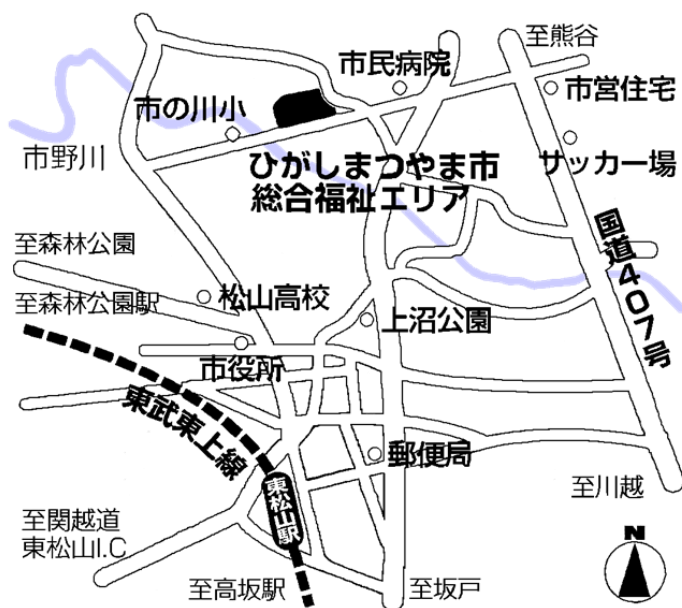 至熊谷
市民病院
市営住宅
市の川小
サッカー場
市野川
ひがしまつやま市
総合福祉エリア
国道407号
至森林公園
至森林公園駅
松山高校
上沼公園
市役所
東武東上線
郵便局
東松山駅
至川越
至関越道
東松山I.C
至高坂駅
至坂戸
N